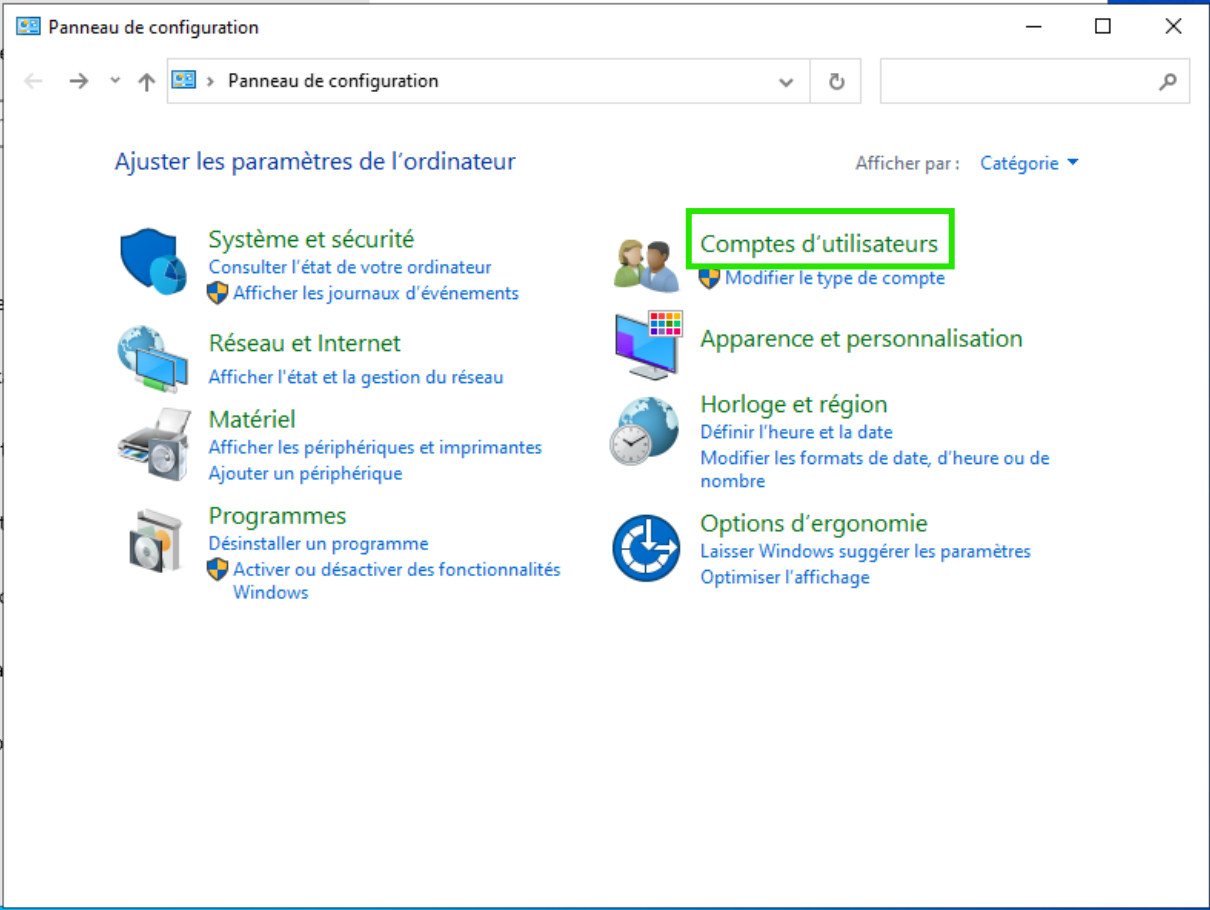 Panneau de configuration
Panneau de configuration
Ajuster les paramètres de l'ordinateur
Afficher par : Catégorie
Système et sécurité
Consulter l'état de votre ordinateur
Afficher les journaux d'événements
Réseau et Internet
Afficher l'état et la gestion du réseau
Matériel
Afficher les périphériques et imprimantes
Ajouter un périphérique
Programmes
Désinstaller un programme
Activer ou désactiver des fonctionnalités
Windows
Comptes d'utilisateurs
Modifier le type de compte
Apparence et personnalisation
Horloge et région
Définir l'heure et la date
Modifier les formats de date, d'heure ou de
nombre
Options d'ergonomie
Laisser Windows suggérer les paramètres
Optimiser l'affichage